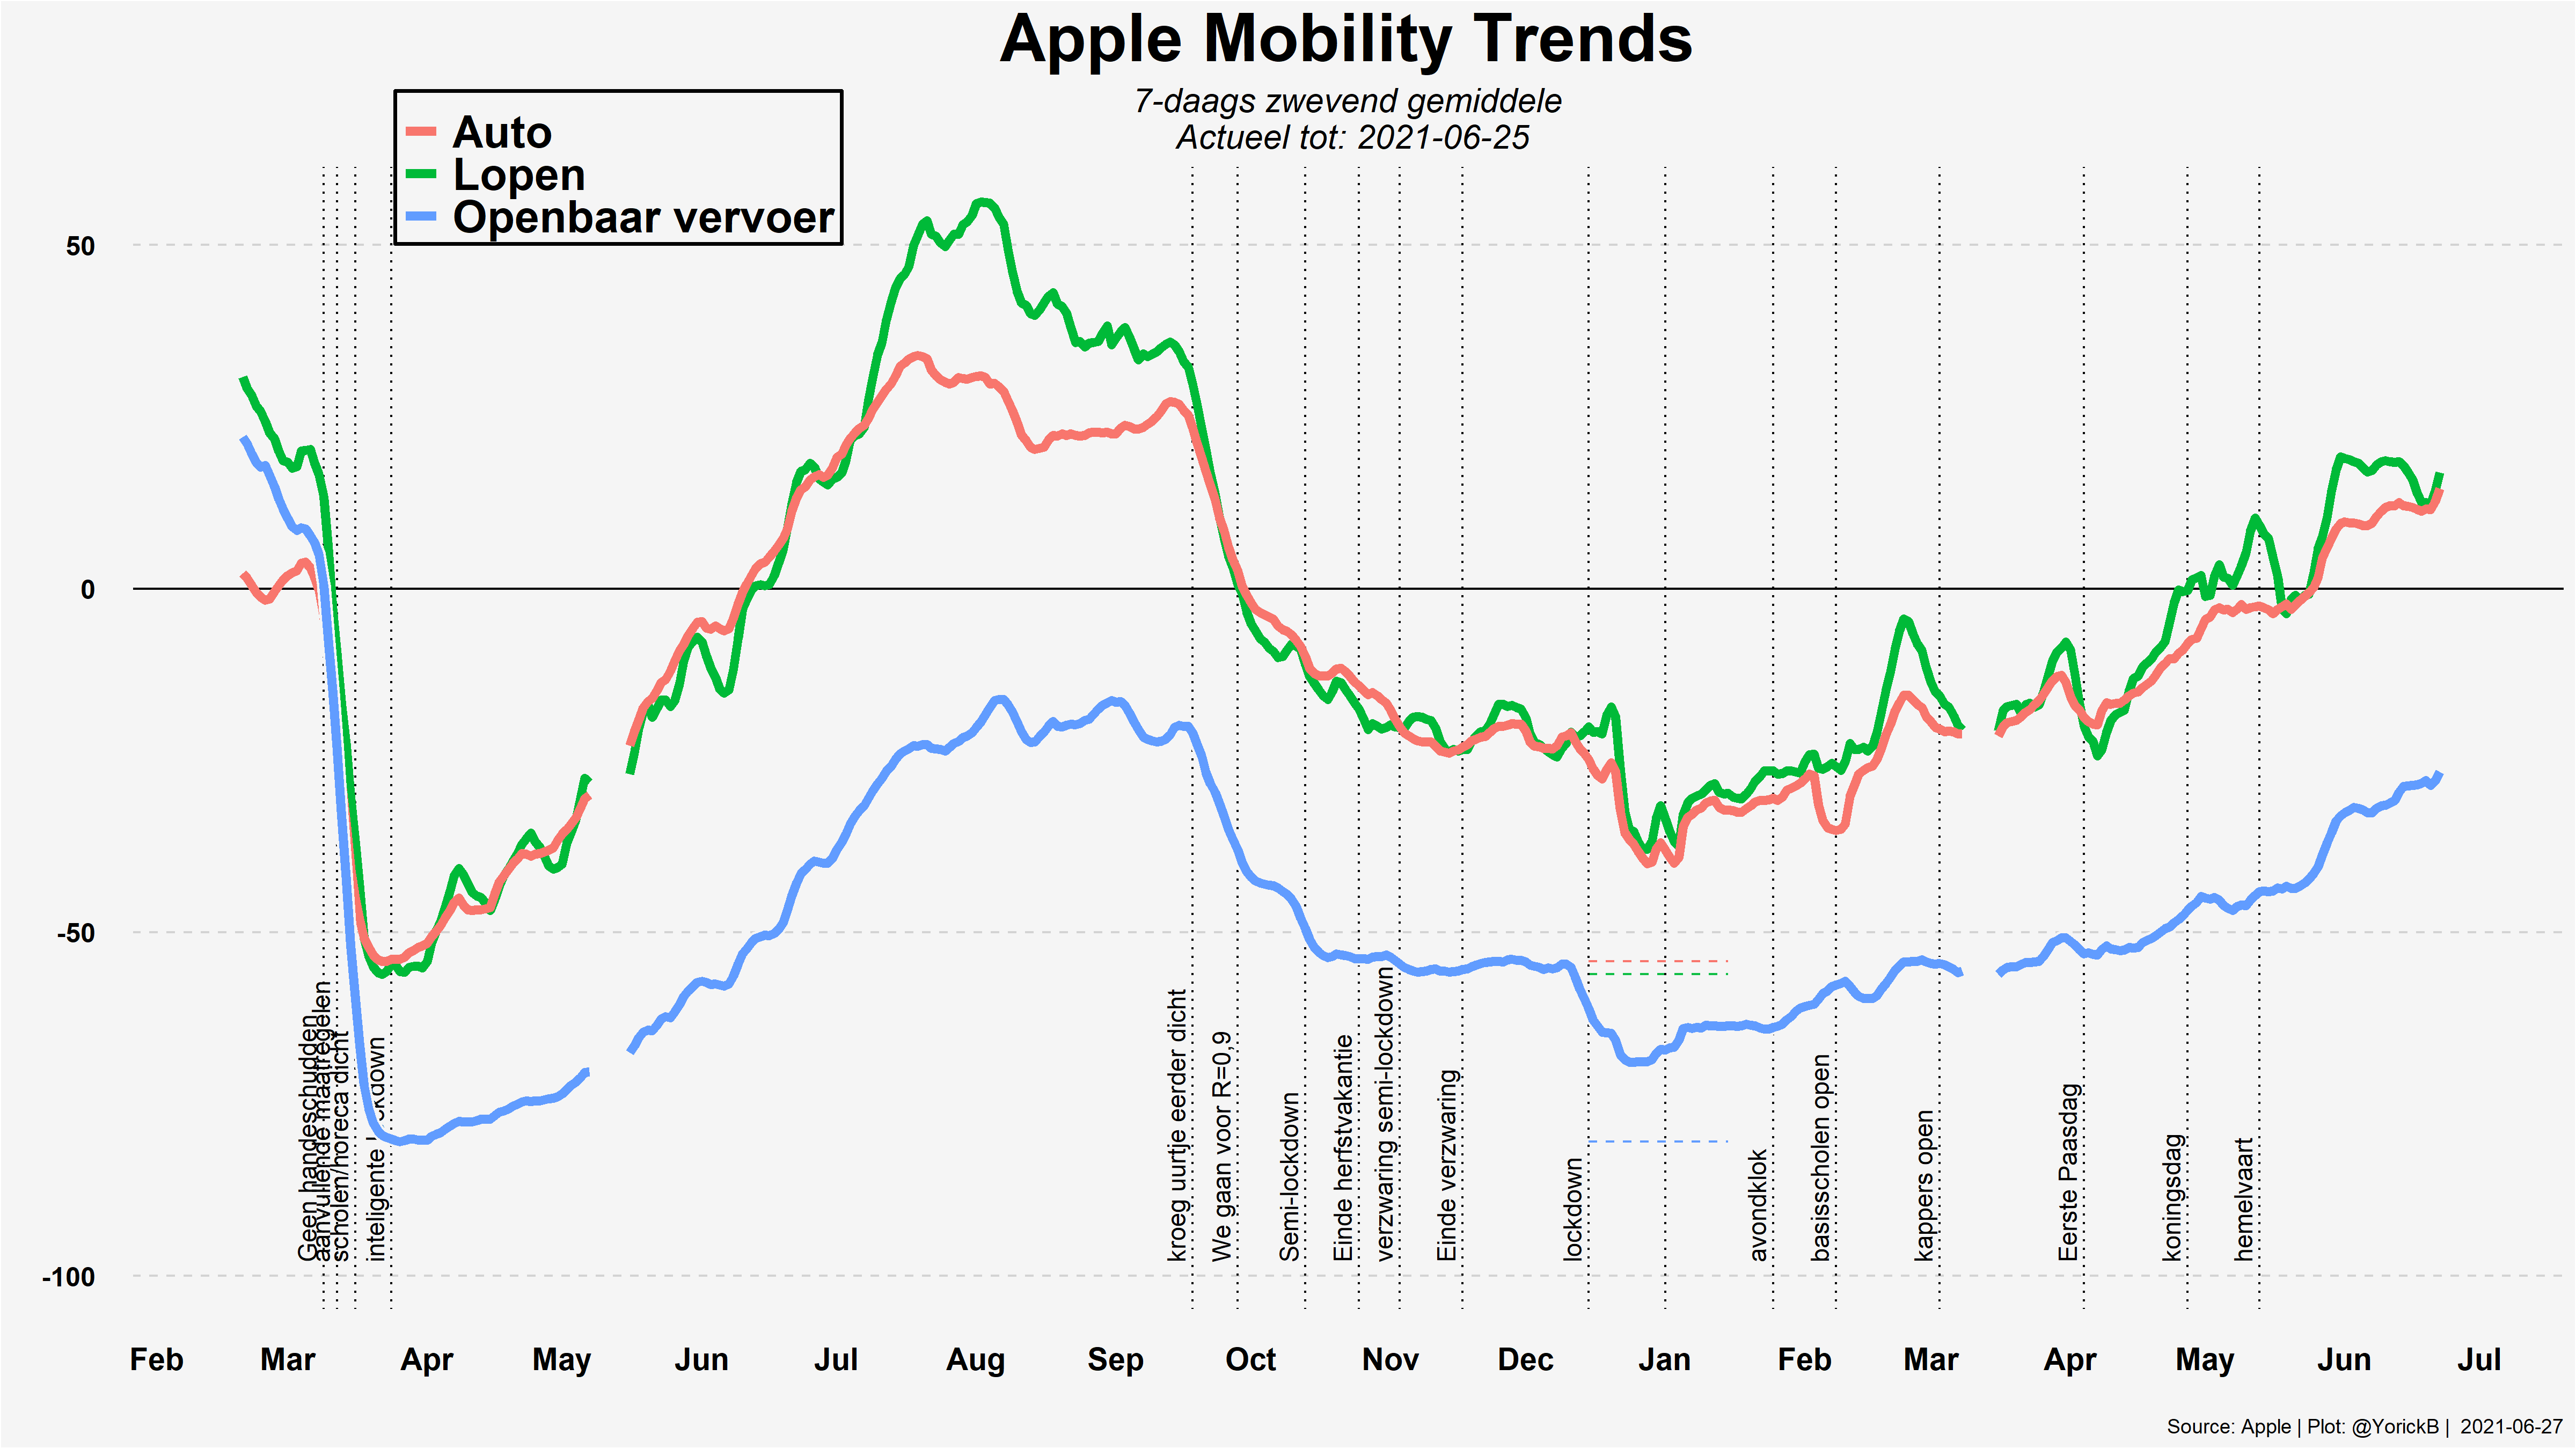 Apple Mobility Trends
7-daags zwevend gemiddele
Actueel tot: 2021-06-25
Auto
Lopen
Openbaar vervoer
50
0
-50
-100
Geen handeschudden
aanvullende maatregelen
scholen/horeca dicht
inteligente kdown
kroeg uurtje eerder dicht
We gaan voor R=0,9
Semi-lockdown
Einde herfstvakantie
verzwaring semi-lockdown
Einde verzwaring
lockdown
avondklok
basisscholen open
kappers open
Eerste Paasdag
koningsdag
hemelvaart
Feb Mar Apr May Jun Jul Aug Sep Oct Nov Dec Jan Feb Mar Apr May Jun Jul
Source: Apple | Plot: @YorickB | 2021-06-27